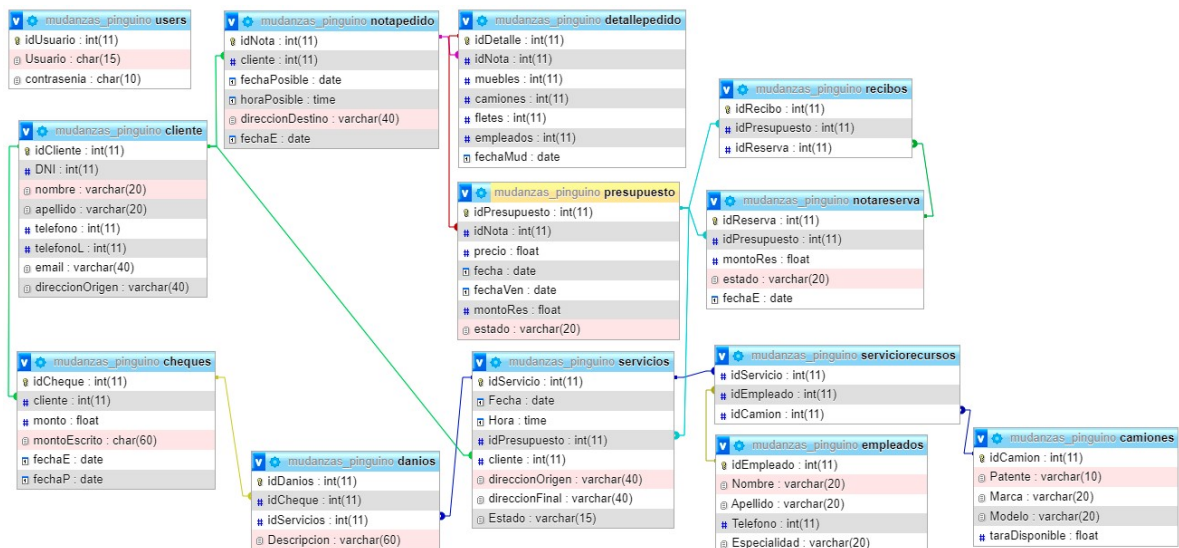 mudanzas_pinguino users
idUsuario : int(11)
Usuario : char(15)
contrasenia : char(10)
mudanzas_pinguino notapedido
idNota : int(11)
cliente : int(11)
fechaPosible : date
horaPosible : time
direccionDestino : varchar(40)
fechaE : date
mudanzas_pinguino detallepedido
idDetalle : int(11)
idNota : int(11)
muebles : int(11)
camiones : int(11)
fletes : int(11)
empleados : int(11)
fechaMud : date
mudanzas_pinguino recibos
idRecibo : int(11)
idPresupuesto : int(11)
idReserva : int(11)
mudanzas_pinguino cliente
idCliente : int(11)
DNI : int(11)
nombre : varchar(20)
apellido : varchar(20)
telefono : int(11)
telefonoL : int(11)
email : varchar(40)
direccionOrigen : varchar(40)
mudanzas_pinguino presupuesto
idPresupuesto : int(11)
idNota : int(11)
precio : float
fecha : date
fechaVen : date
montoRes : float
estado : varchar(20)
mudanzas_pinguino notareserva
idReserva : int(11)
idPresupuesto : int(11)
montoRes : float
estado : varchar(20)
fechaE : date
mudanzas_pinguino cheques
idCheque : int(11)
cliente : int(11)
monto : float
montoEscrito : char(60)
fechaE : date
fechaP : date
mudanzas_pinguino servicios
idServicio : int(11)
Fecha : date
Hora : time
idPresupuesto : int(11)
cliente : int(11)
direccionOrigen : varchar(40)
direccionFinal : varchar(40)
Estado : varchar(15)
mudanzas_pinguino serviciorecursos
idServicio : int(11)
idEmpleado : int(11)
idCamion : int(11)
mudanzas_pinguino danios
idDanios : int(11)
idCheque : int(11)
idServicios : int(11)
Descripcion : varchar(60)
mudanzas_pinguino empleados
idEmpleado : int(11)
Nombre : varchar(20)
Apellido : varchar(20)
Telefono : int(11)
Especialidad : varchar(20)
mudanzas_pinguino camiones
idCamion : int(11)
Patente : varchar(10)
Marca : varchar(20)
Modelo : varchar(20)
taraDisponible : float